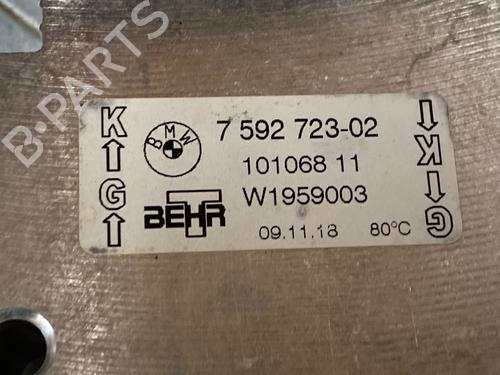 B-PARTS
K
G
BMW
7 592 723-02
101068 11
W1959003
BEHR
09.11.18 80°C
K
G